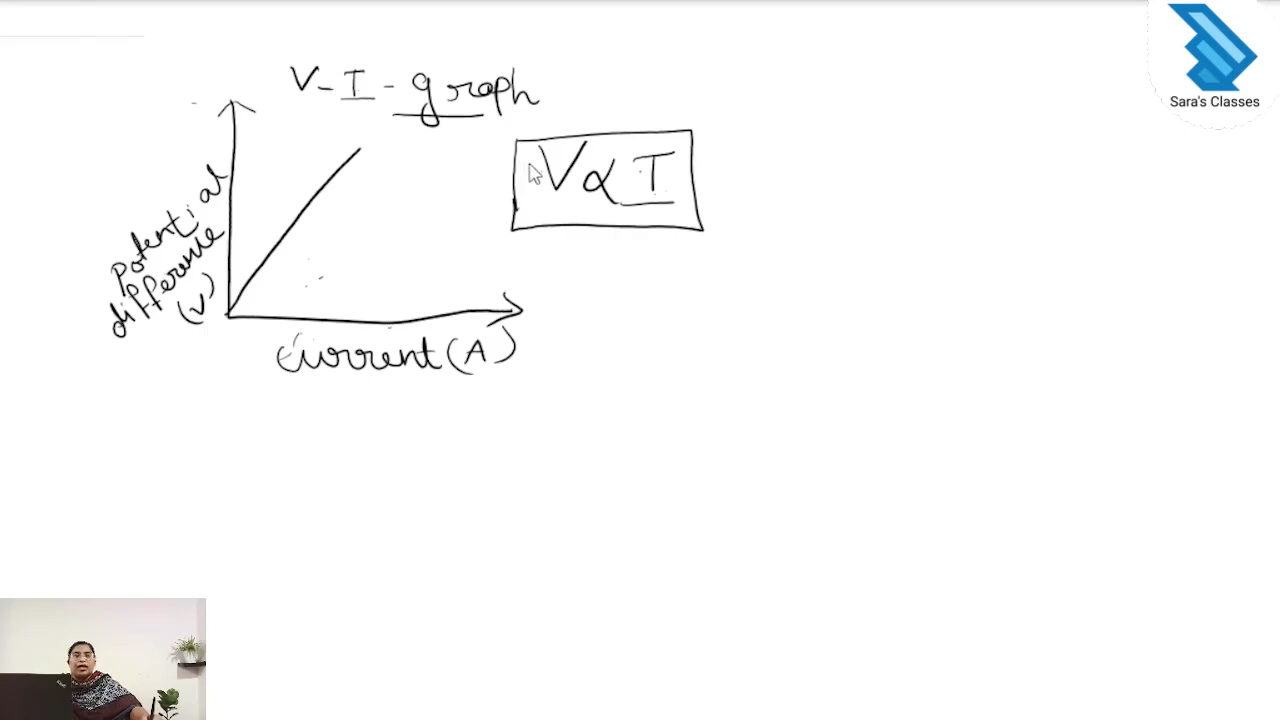 V-I-graph
V∝I
Potential
difference
(V)
Current(A)
Sara's Classes